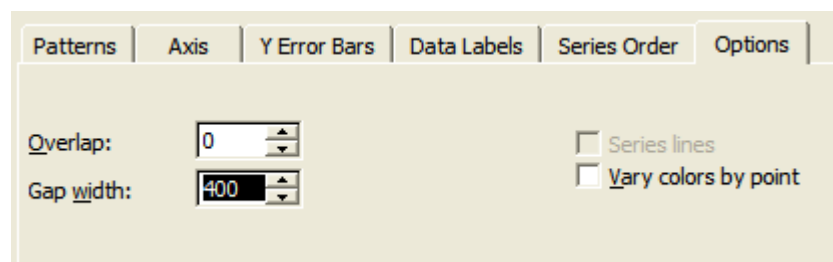 Patterns Axis Y Error Bars Data Labels Series Order Options
Overlap: 0 Series lines
Gap width: 400 Vary colors by point